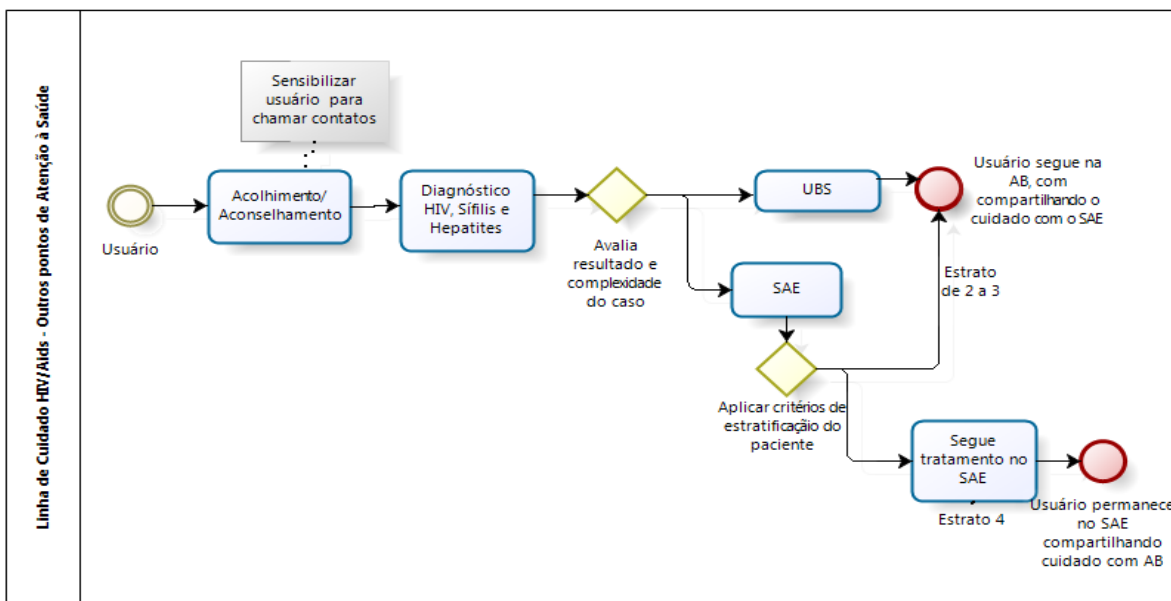 Linha de Cuidado HIV/Aids - Outros pontos de Atenção à Saúde
Sensibilizar
usuário para
chamar contatos
Usuário
Acolhimento/
Aconselhamento
Diagnóstico
HIV, Sífilis e
Hepatites
Avalia
resultado e
complexidade
do caso
UBS
Usuário segue na
AB, com
compartilhando o
cuidado com o SAE
Estrato
de 2 a 3
SAE
Aplicar critérios de
estratificaçãio do
paciente
Segue
tratamento no
SAE
Estrato 4
Usuário permanece
no SAE
compartilhando
cuidado com AB